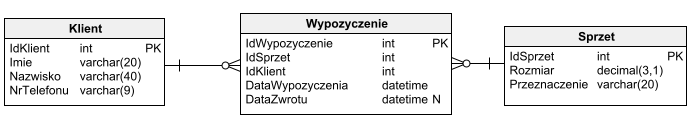 Klient
IdKlient int PK
Imie varchar(20)
Nazwisko varchar(40)
NrTelefonu varchar(9)
Wypozyczenie
IdWypozyczenie int PK
IdSprzet int
IdKlient int
DataWypozyczenia datetime
DataZwrotu datetime N
Sprzet
IdSprzet int PK
Rozmiar decimal(3,1)
Przeznaczenie varchar(20)